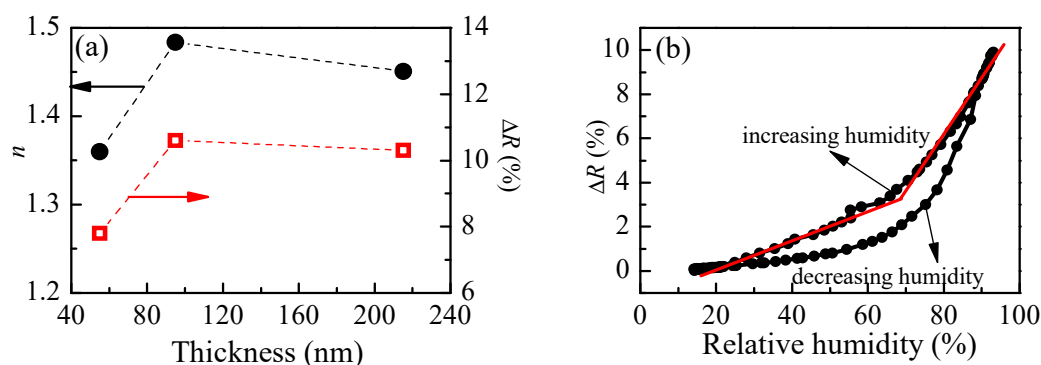 (a)
1.5
1.4
1.3
1.2
n
14
12
10
8
6
ΔR (%)
40 80 120 160 200 240
Thickness (nm)
(b)
10
8
6
4
2
0
ΔR (%)
increasing humidity
decreasing humidity
0 20 40 60 80 100
Relative humidity (%)